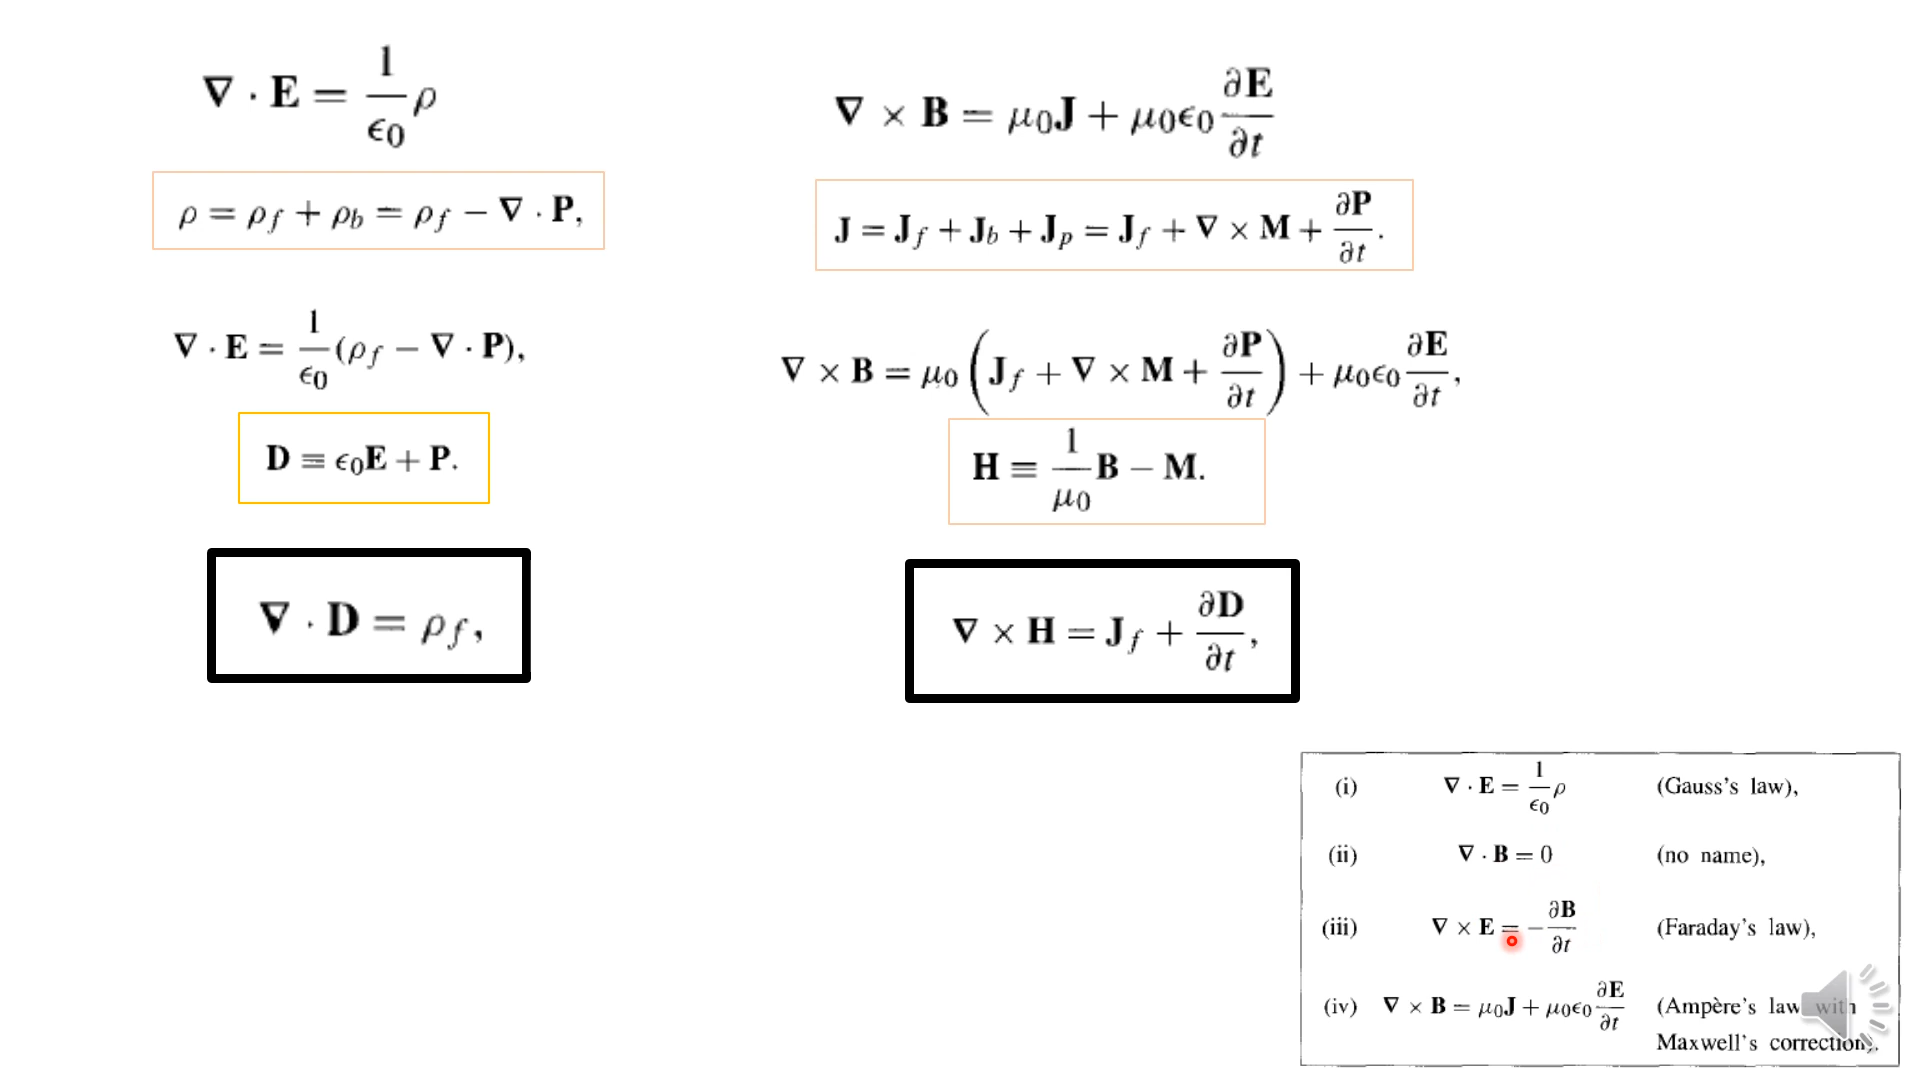 ∇ · E = 1/ϵ₀ ρ
ρ = ρ_f + ρ_b = ρ_f − ∇ · P,
∇ · E = 1/ϵ₀ (ρ_f − ∇ · P),
D ≡ ϵ₀E + P.
∇ · D = ρ_f,
∇ × B = μ₀J + μ₀ϵ₀ ∂E/∂t
J = J_f + J_b + J_p = J_f + ∇ × M + ∂P/∂t.
∇ × B = μ₀ (J_f + ∇ × M + ∂P/∂t) + μ₀ϵ₀ ∂E/∂t,
H ≡ 1/μ₀ B − M.
∇ × H = J_f + ∂D/∂t,
(i) ∇ · E = 1/ϵ₀ ρ (Gauss's law),
(ii) ∇ · B = 0 (no name),
(iii) ∇ × E = −∂B/∂t (Faraday's law),
(iv) ∇ × B = μ₀J + μ₀ϵ₀ ∂E/∂t (Ampère's law with
Maxwell's correction).